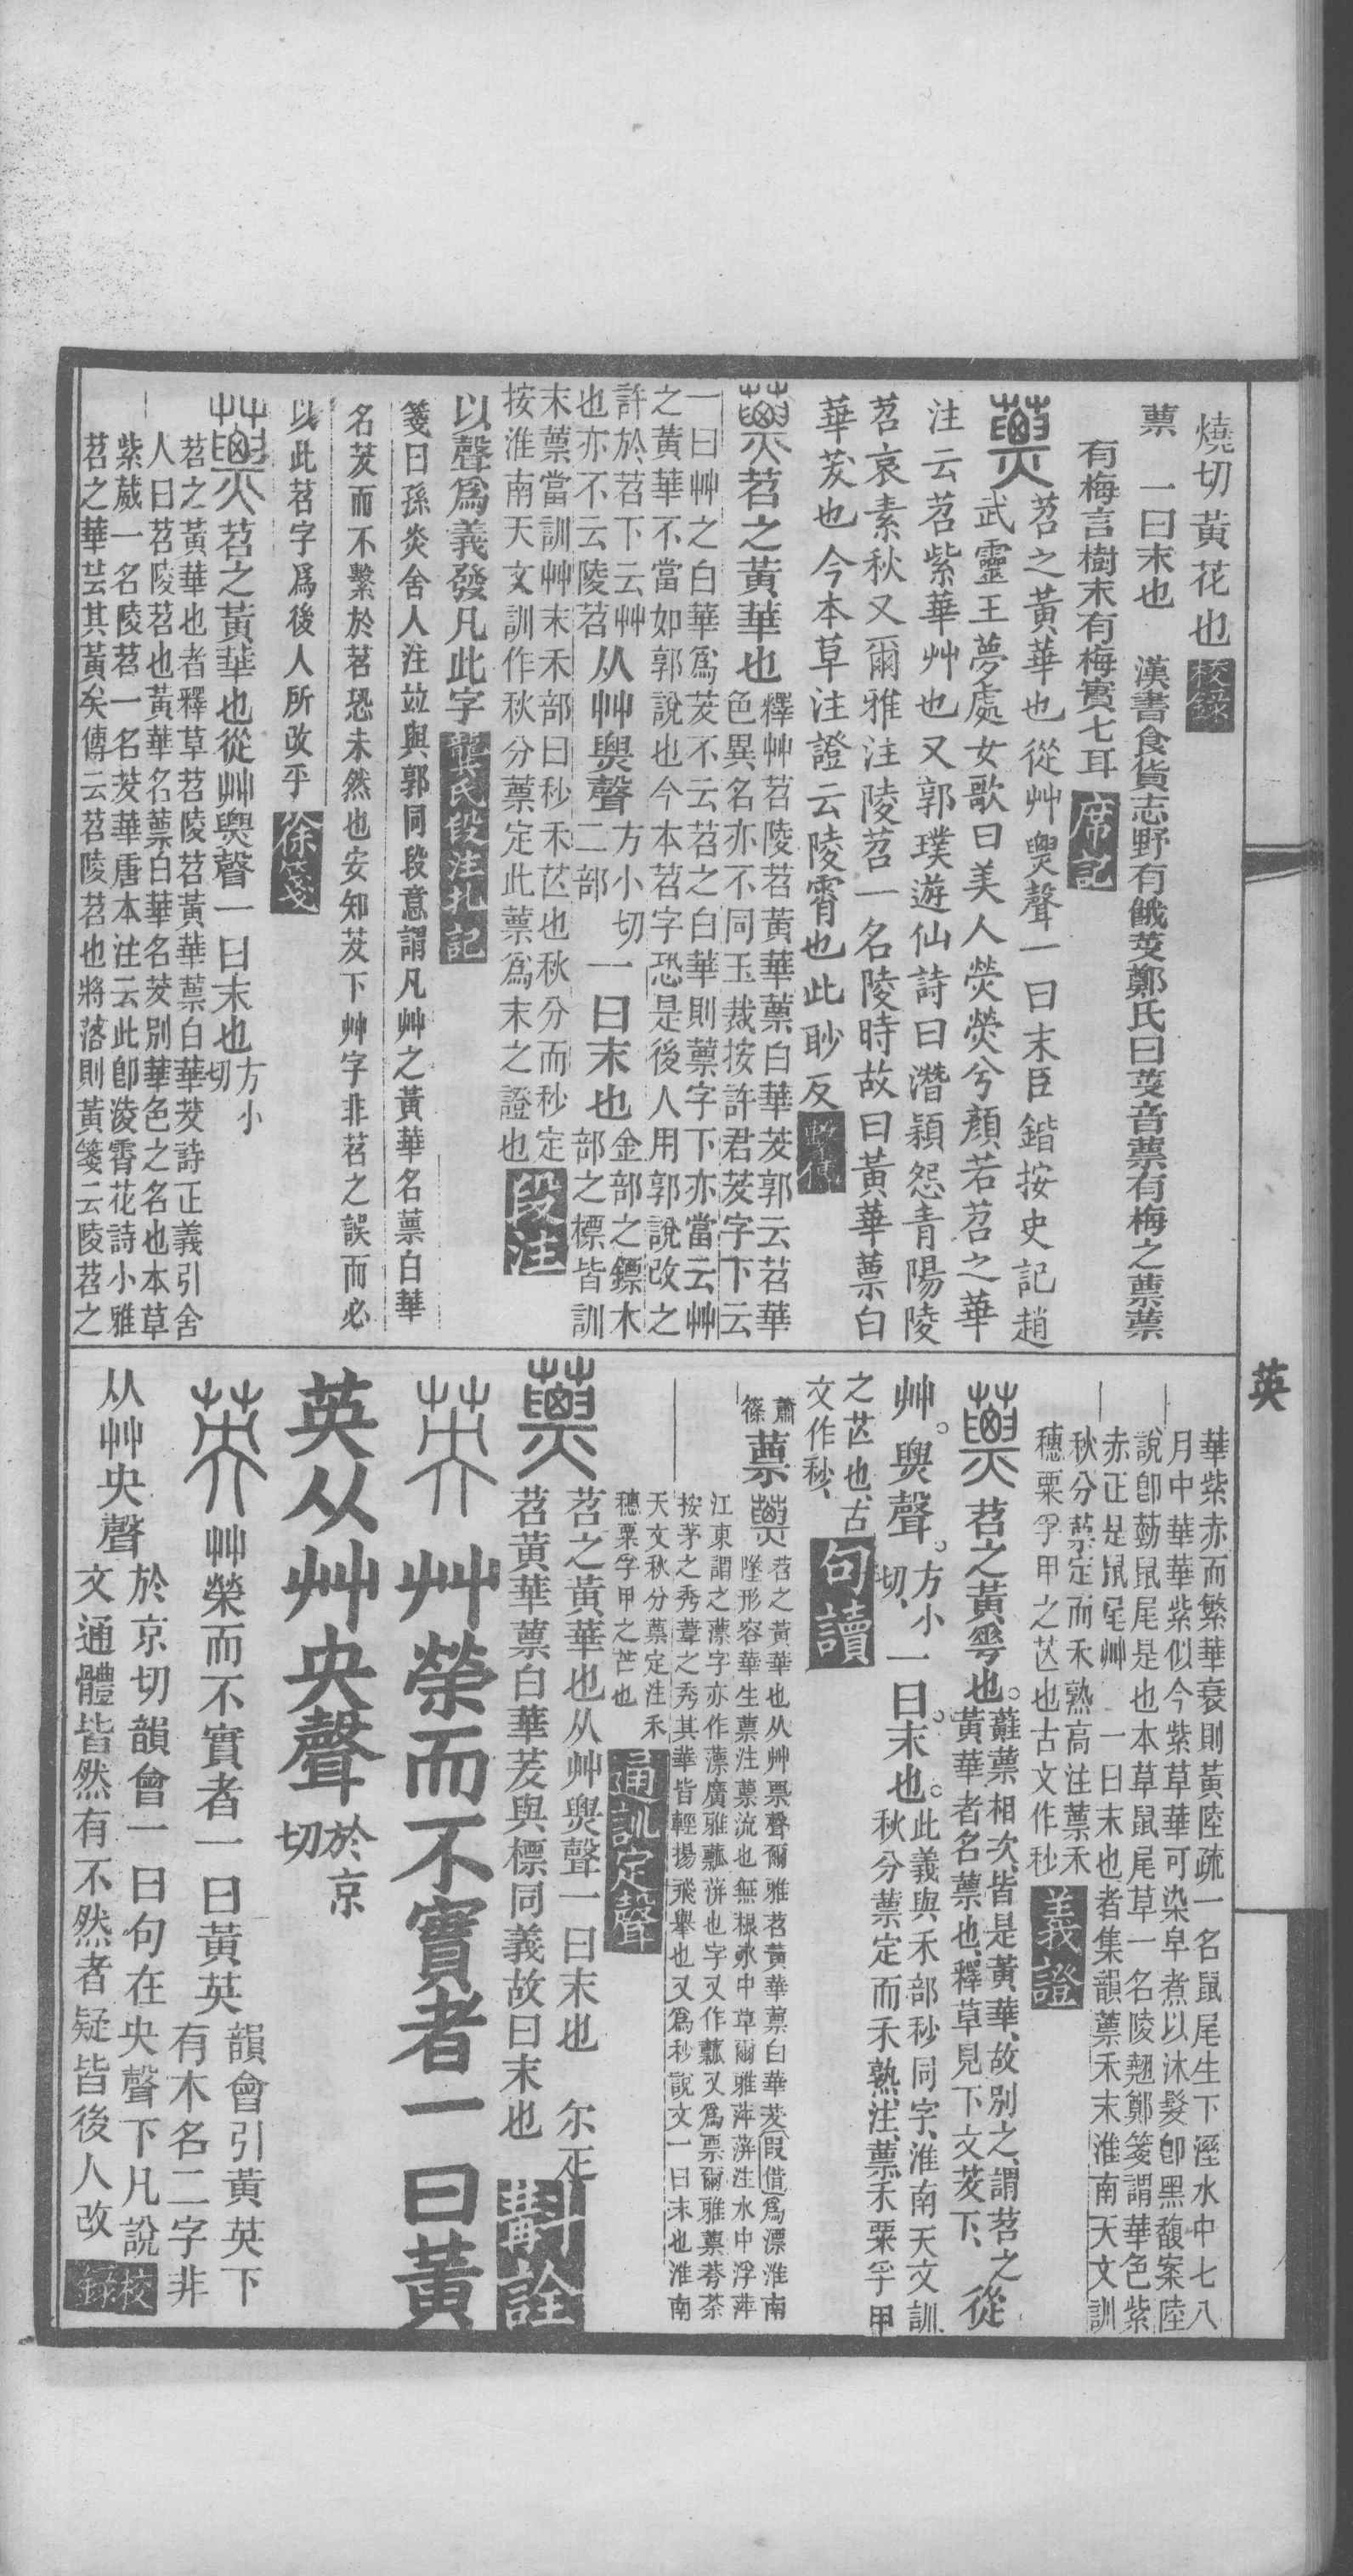 燒切黃花也校錄
蔈 一曰末也 漢書食貨志野有餓莩鄭氏曰莩音蔈有梅之蔈蔈
有梅言樹末有梅實七耳席記
苕之黃華也從艸㶾聲一曰末臣鍇按史記趙
武靈王夢處女歌曰美人熒熒兮顏若苕之華
注云苕紫華艸也又郭璞遊仙詩曰潛穎怨青陽陵
苕哀素秋又爾雅注陵苕一名陵時故曰黃華蔈白
華茇也今本草注證云陵霄也此眇反繫傳
苕之黃華也釋艸苕陵苕黃華蔈白華茇郭云苕華
色異名亦不同玉裁按許君茇字下云
一曰艸之白華爲茇不云苕之白華則蔈字下亦當云艸
之黃華不當如郭說也今本苕字恐是後人用郭說改之
許於苕下云艸
也亦不云陵苕从艸㶾聲方小切
二部一曰末也金部之鏢木
部之標皆訓
末蔈當訓艸末禾部曰秒禾芒也秋分而秒定
按淮南天文訓作秋分蔈定此蔈爲末之證也段注
以聲爲義發凡此字龔氏段注札記
箋曰孫炎舍人注竝與郭同段意謂凡艸之黃華名蔈白華
名茇而不繫於苕恐未然也安知茇下艸字非苕之誤而必
以此苕字爲後人所改乎徐箋
苕之黃華也從艸㶾聲一曰末也方小
切
苕之黃華也者釋草苕陵苕黃華蔈白華茇詩正義引舍
人曰苕陵苕也黃華名蔈白華名茇別華色之名也本草
紫葳一名陵苕一名茇華唐本注云此卽淩霄花詩小雅
苕之華芸其黃矣傳云苕陵苕也將落則黃箋云陵苕之
英
華紫赤而繁華衰則黃陸疏一名鼠尾生下溼水中七八
月中華華紫似今紫草華可染皁煮以沐髮卽黑馥案陸
說卽葝鼠尾是也本草鼠尾草一名陵翹鄭箋謂華色紫
赤正是鼠尾艸 一曰末也者集韻蔈禾末淮南天文訓
秋分蔈定而禾熟高注蔈禾
穗粟孚甲之芒也古文作秒義證
苕之黃䔢也。蘳蔈相次、皆是黃華、故別之、謂苕之
黃華者名蔈也、釋草見下文茇下、從
艸。㶾聲。方小
切、一曰。末也。此義與禾部秒同字、淮南天文訓
秋分蔈定而禾熟、注、蔈、禾粟孚甲
之芒也、古
文作秒、句讀
蕭
篠蔈苕之黃華也从艸票聲爾雅苕黃華蔈白華茇假借爲漂淮南
墜形容華生蔈注蔈流也無根水中草爾雅萍蓱注水中浮萍
江東謂之薸字亦作薸廣雅瓢蓱也字又作瓢又爲票爾雅蔈荂荼
按茅之秀葦之秀其華皆輕揚飛舉也又爲秒說文一曰末也淮南
天文秋分蔈定注禾
穗粟孚甲之芒也通訓定聲
苕之黃華也从艸㶾聲一曰末也 尒疋
苕黃華蔈白華茇與標同義故曰末也斠詮
艸榮而不實者一曰黃
英从艸央聲於京
切
艸榮而不實者一曰黃英韻會引黃英下
有木名二字非
从艸央聲於京切韻會一曰句在央聲下凡說
文通體皆然有不然者疑皆後人改校錄